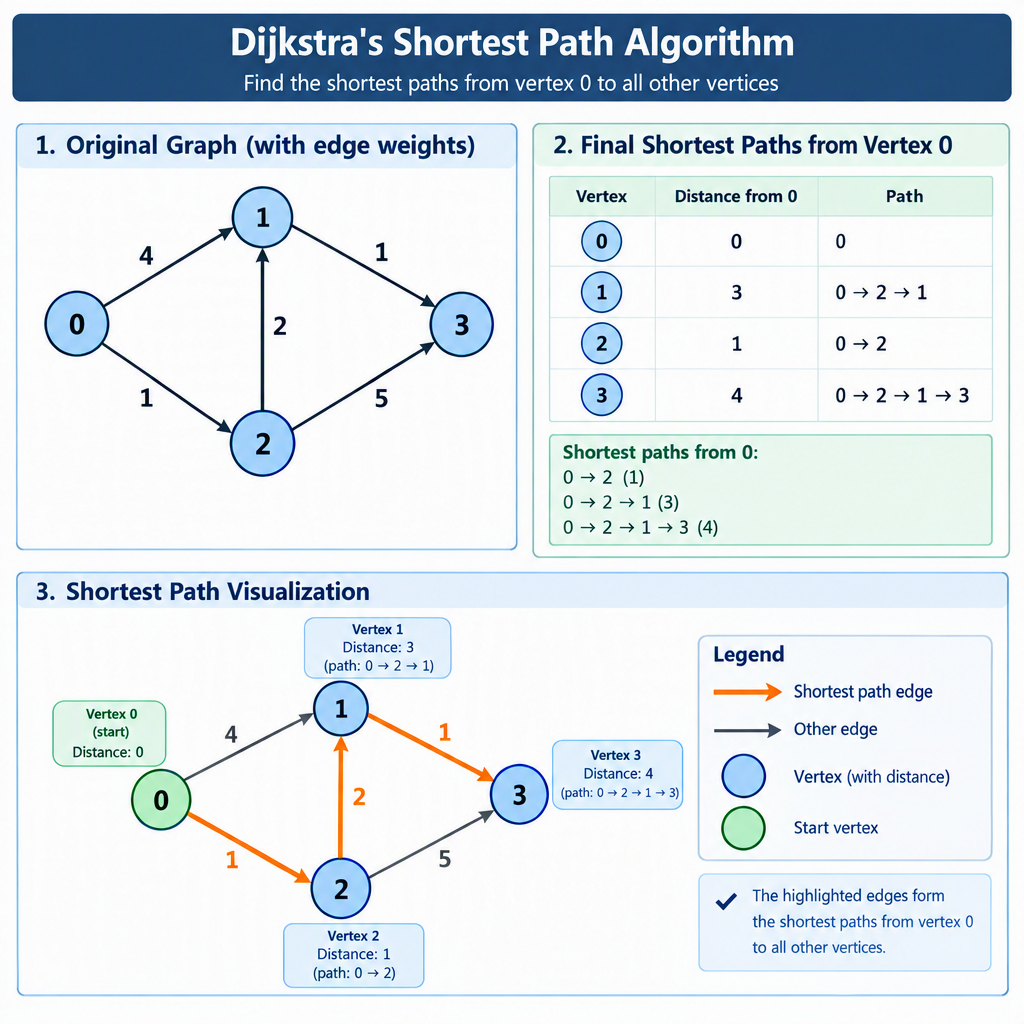 Dijkstra's Shortest Path Algorithm
Find the shortest paths from vertex 0 to all other vertices
1. Original Graph (with edge weights)
1
4
1
0
2
3
1
5
2
2. Final Shortest Paths from Vertex 0
Vertex Distance from 0 Path
0 0 0
1 3 0 → 2 → 1
2 1 0 → 2
3 4 0 → 2 → 1 → 3
Shortest paths from 0:
0 → 2 (1)
0 → 2 → 1 (3)
0 → 2 → 1 → 3 (4)
3. Shortest Path Visualization
Vertex 1
Distance: 3
(path: 0 → 2 → 1)
Vertex 0
(start)
Distance: 0
1
4
1
Vertex 3
Distance: 4
(path: 0 → 2 → 1 → 3)
0
2
3
1
5
2
Vertex 2
Distance: 1
(path: 0 → 2)
Legend
Shortest path edge
Other edge
Vertex (with distance)
Start vertex
The highlighted edges form
the shortest paths from vertex 0
to all other vertices.